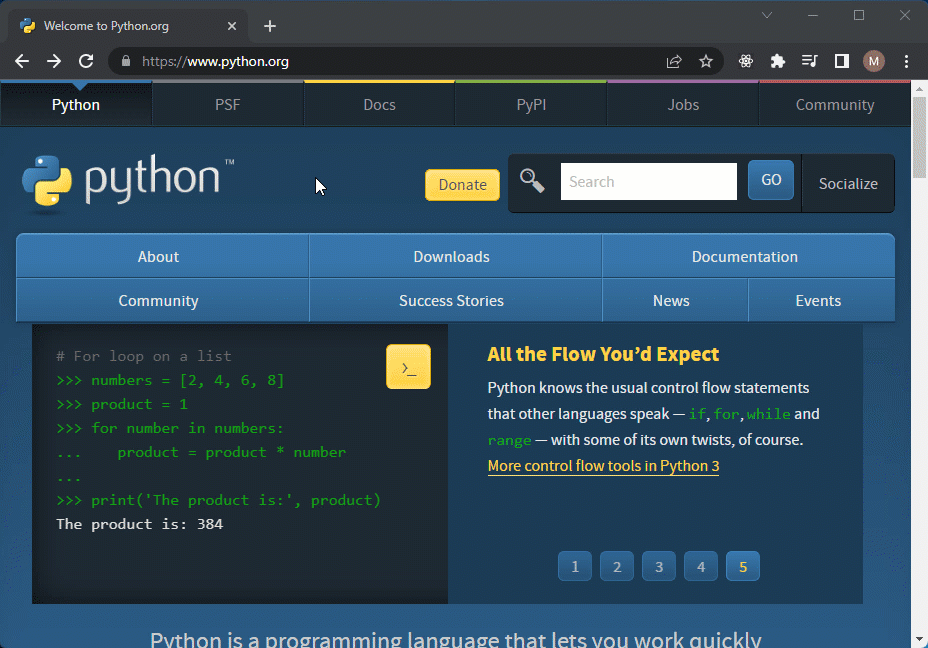 Welcome to Python.org
https://www.python.org
M
Python PSF Docs PyPI Jobs Community
python™
Donate Search GO Socialize
About Downloads Documentation
Community Success Stories News Events
# For loop on a list
>>> numbers = [2, 4, 6, 8]
>>> product = 1
>>> for number in numbers:
...    product = product * number
...
>>> print('The product is:', product)
The product is: 384
>_
All the Flow You’d Expect
Python knows the usual control flow statements
that other languages speak — if, for, while and
range — with some of its own twists, of course.
More control flow tools in Python 3
1 2 3 4 5
Python is a programming language that lets you work quickly